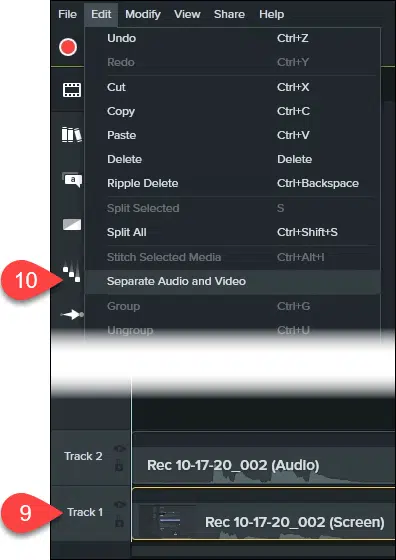 File Edit Modify View Share Help
Undo Ctrl+Z
Redo Ctrl+Y
Cut Ctrl+X
Copy Ctrl+C
Paste Ctrl+V
Delete Delete
Ripple Delete Ctrl+Backspace
Split Selected S
Split All Ctrl+Shift+S
Stitch Selected Media Ctrl+Alt+I
10 Separate Audio and Video
Group Ctrl+G
Ungroup Ctrl+U
a
Track 2 Rec 10-17-20_002 (Audio)
9 Track 1 Rec 10-17-20_002 (Screen)